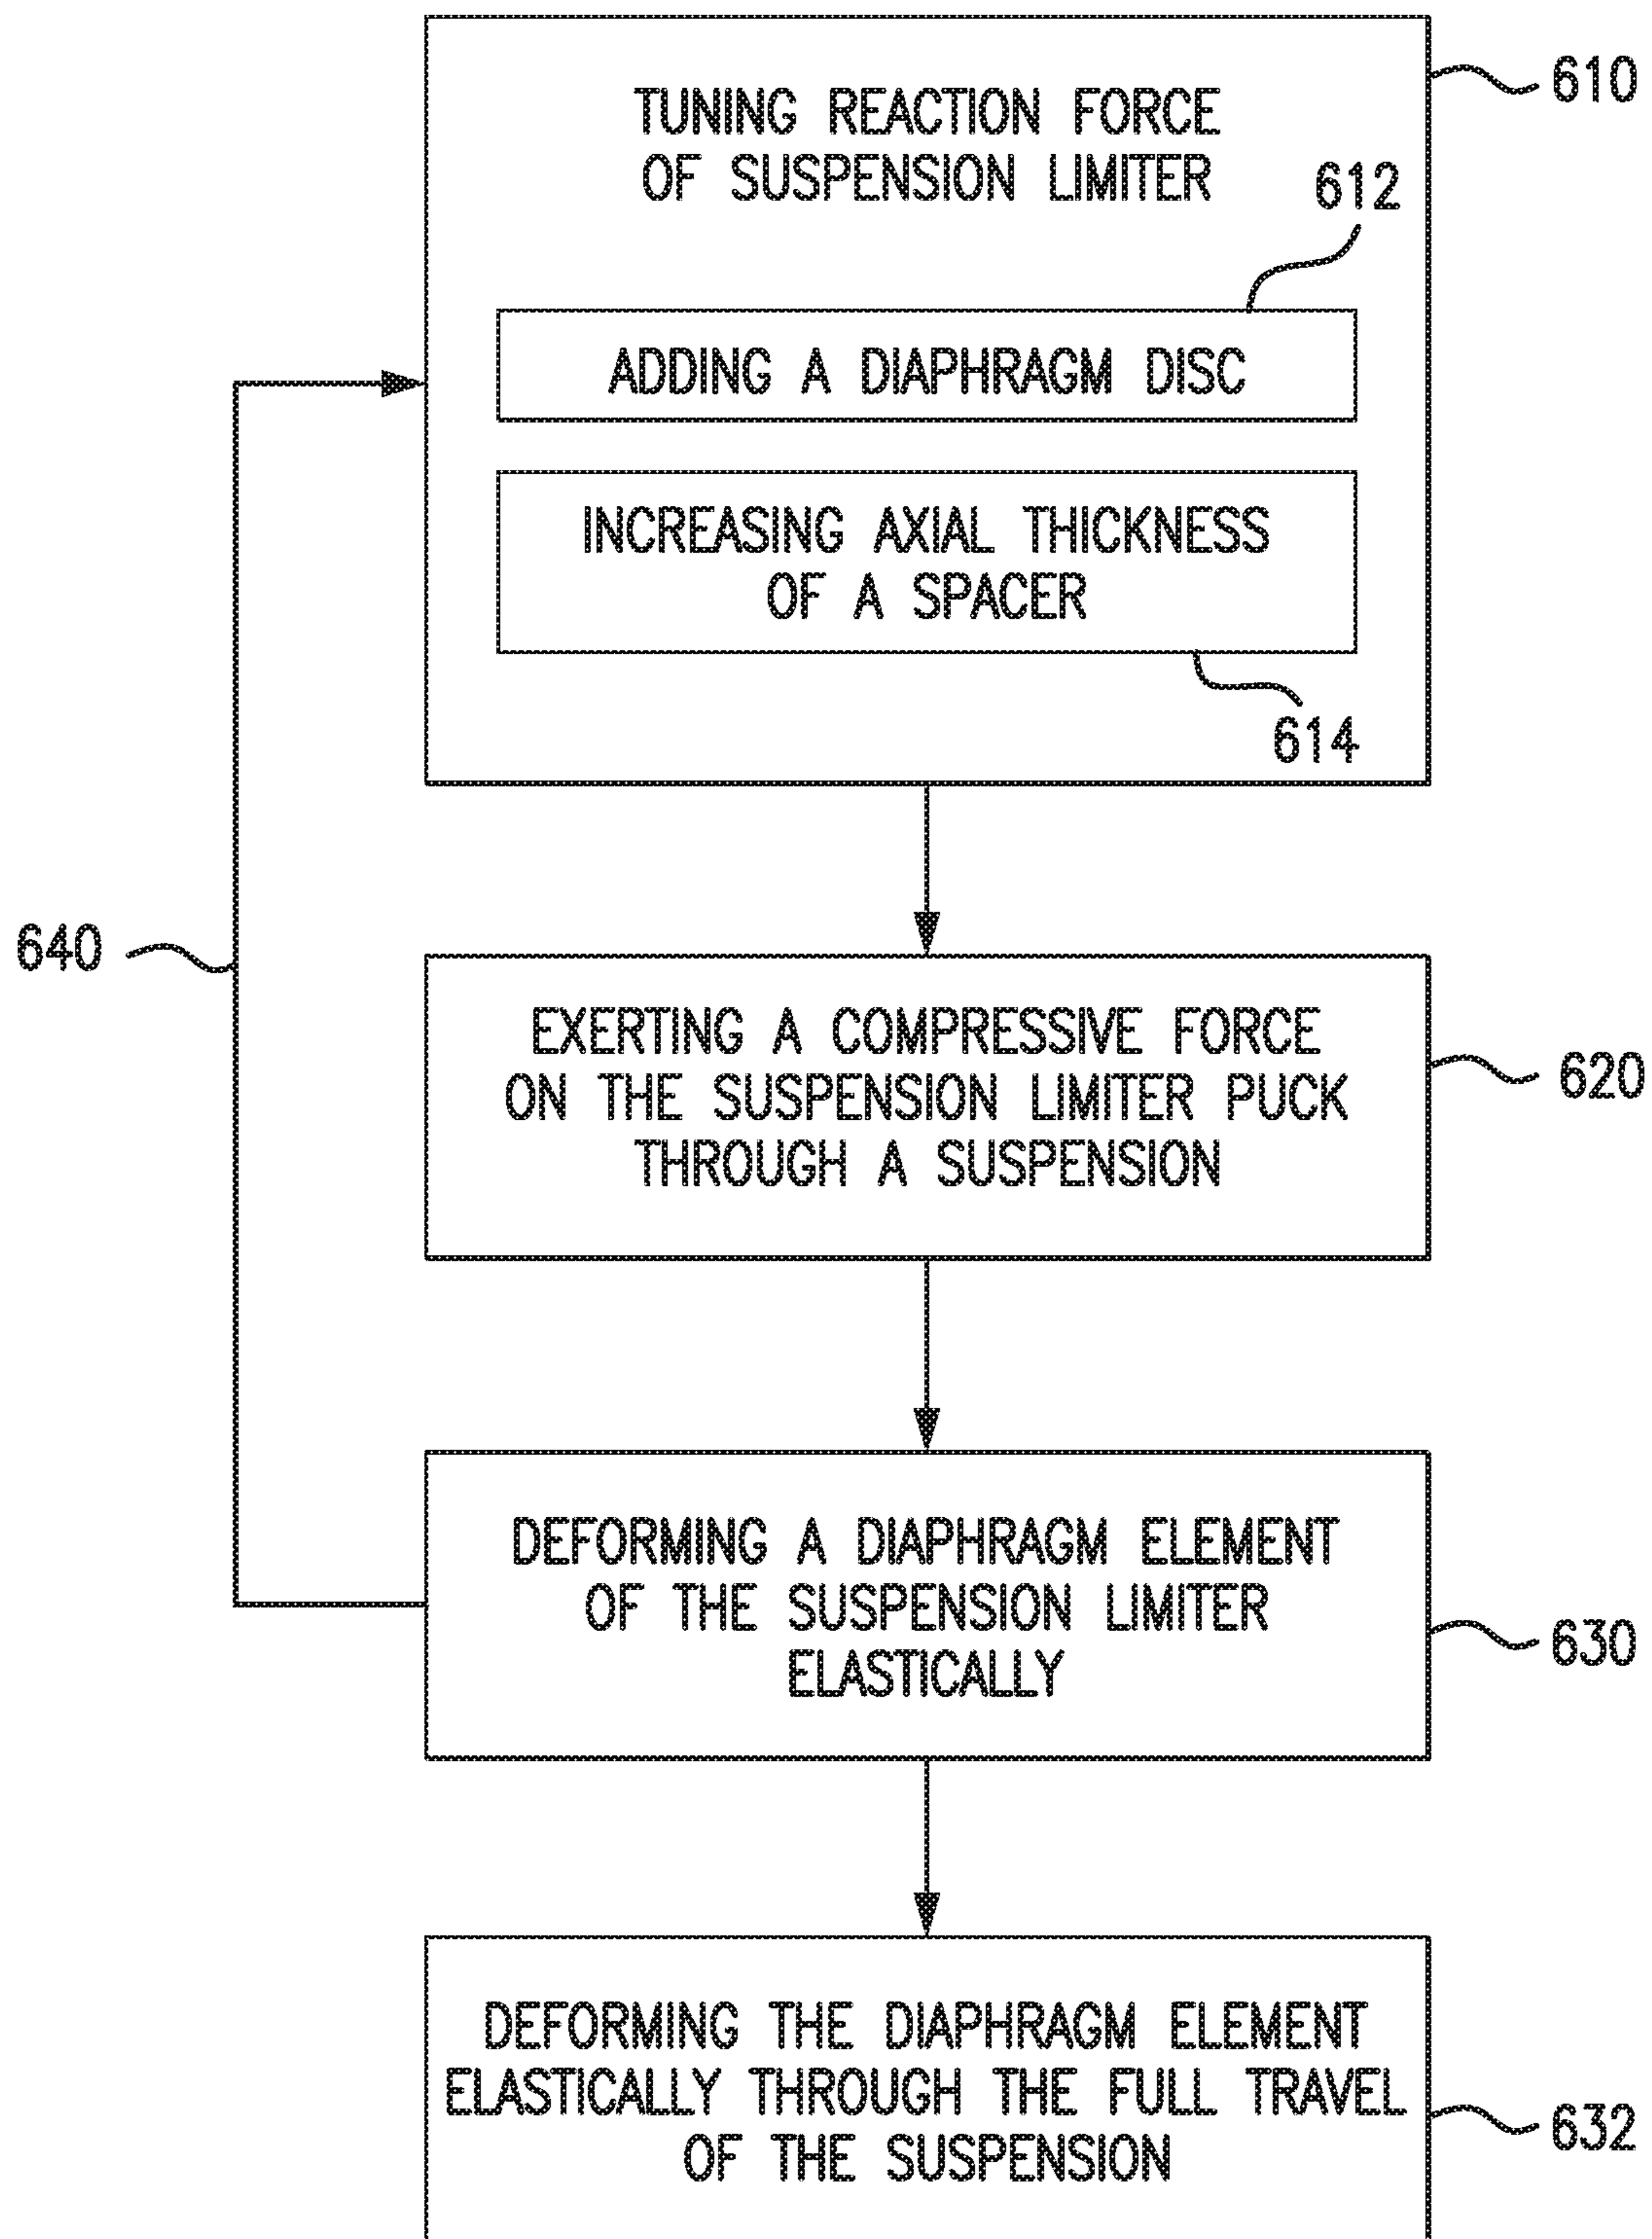 610
TUNING REACTION FORCE
OF SUSPENSION LIMITER
612
ADDING A DIAPHRAGM DISC
INCREASING AXIAL THICKNESS
OF A SPACER
614
640
EXERTING A COMPRESSIVE FORCE
ON THE SUSPENSION LIMITER PUCK
THROUGH A SUSPENSION
620
DEFORMING A DIAPHRAGM ELEMENT
OF THE SUSPENSION LIMITER
ELASTICALLY
630
DEFORMING THE DIAPHRAGM ELEMENT
ELASTICALLY THROUGH THE FULL TRAVEL
OF THE SUSPENSION
632